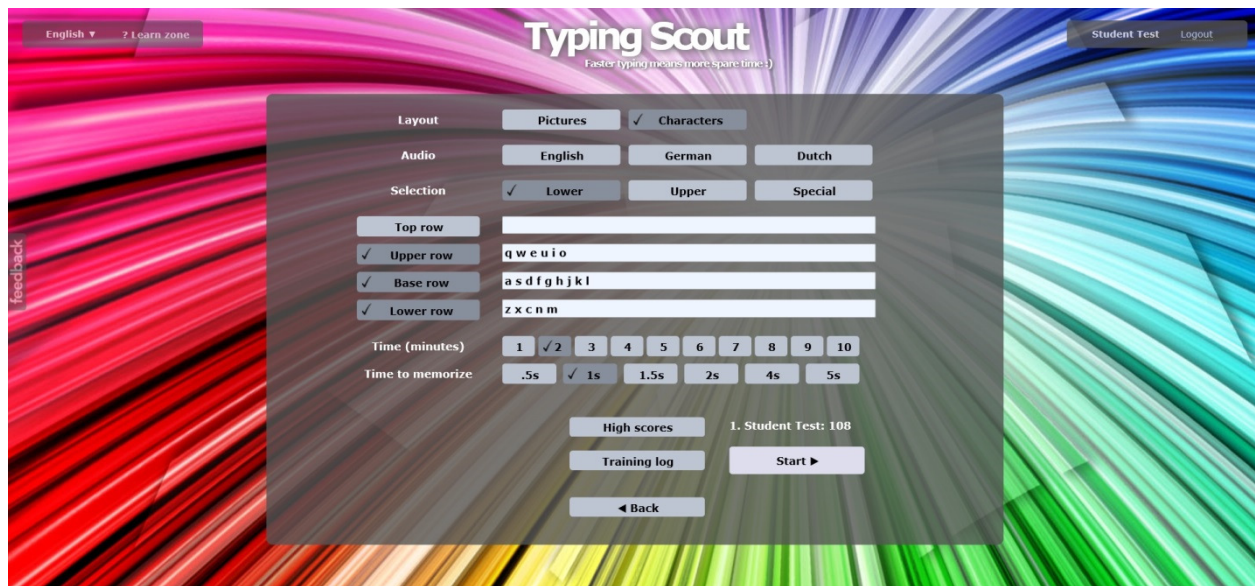 English ▼ ? Learn zone
Typing Scout
Faster typing means more spare time :)
Student Test Logout
feedback
Layout Pictures ✓ Characters
Audio English German Dutch
Selection ✓ Lower Upper Special
Top row
✓ Upper row q w e u i o
✓ Base row a s d f g h j k l
✓ Lower row z x c n m
Time (minutes) 1 ✓2 3 4 5 6 7 8 9 10
Time to memorize .5s ✓ 1s 1.5s 2s 4s 5s
High scores 1. Student Test: 108
Training log Start ▶
◀ Back